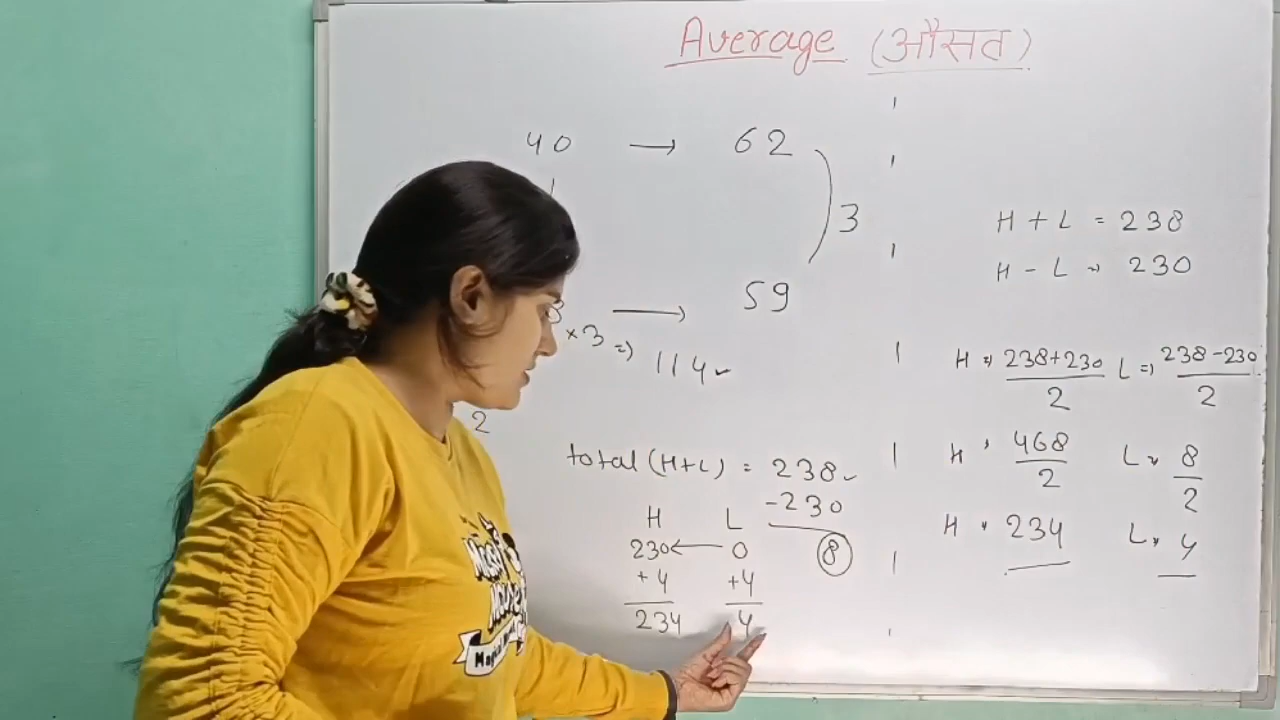 Average (औसत)
40 → 62
3
59
3 × 3 ⇒ 114 ✓
2
total (H+L) = 238 ✓
-230
H L
8
230 ← 0
+4 +4
234 4
H + L = 238
H - L = 230
H ⇒ 238+230 L ⇒ 238-230
2 2
H = 468 L = 8
2 2
H = 234 L = 4